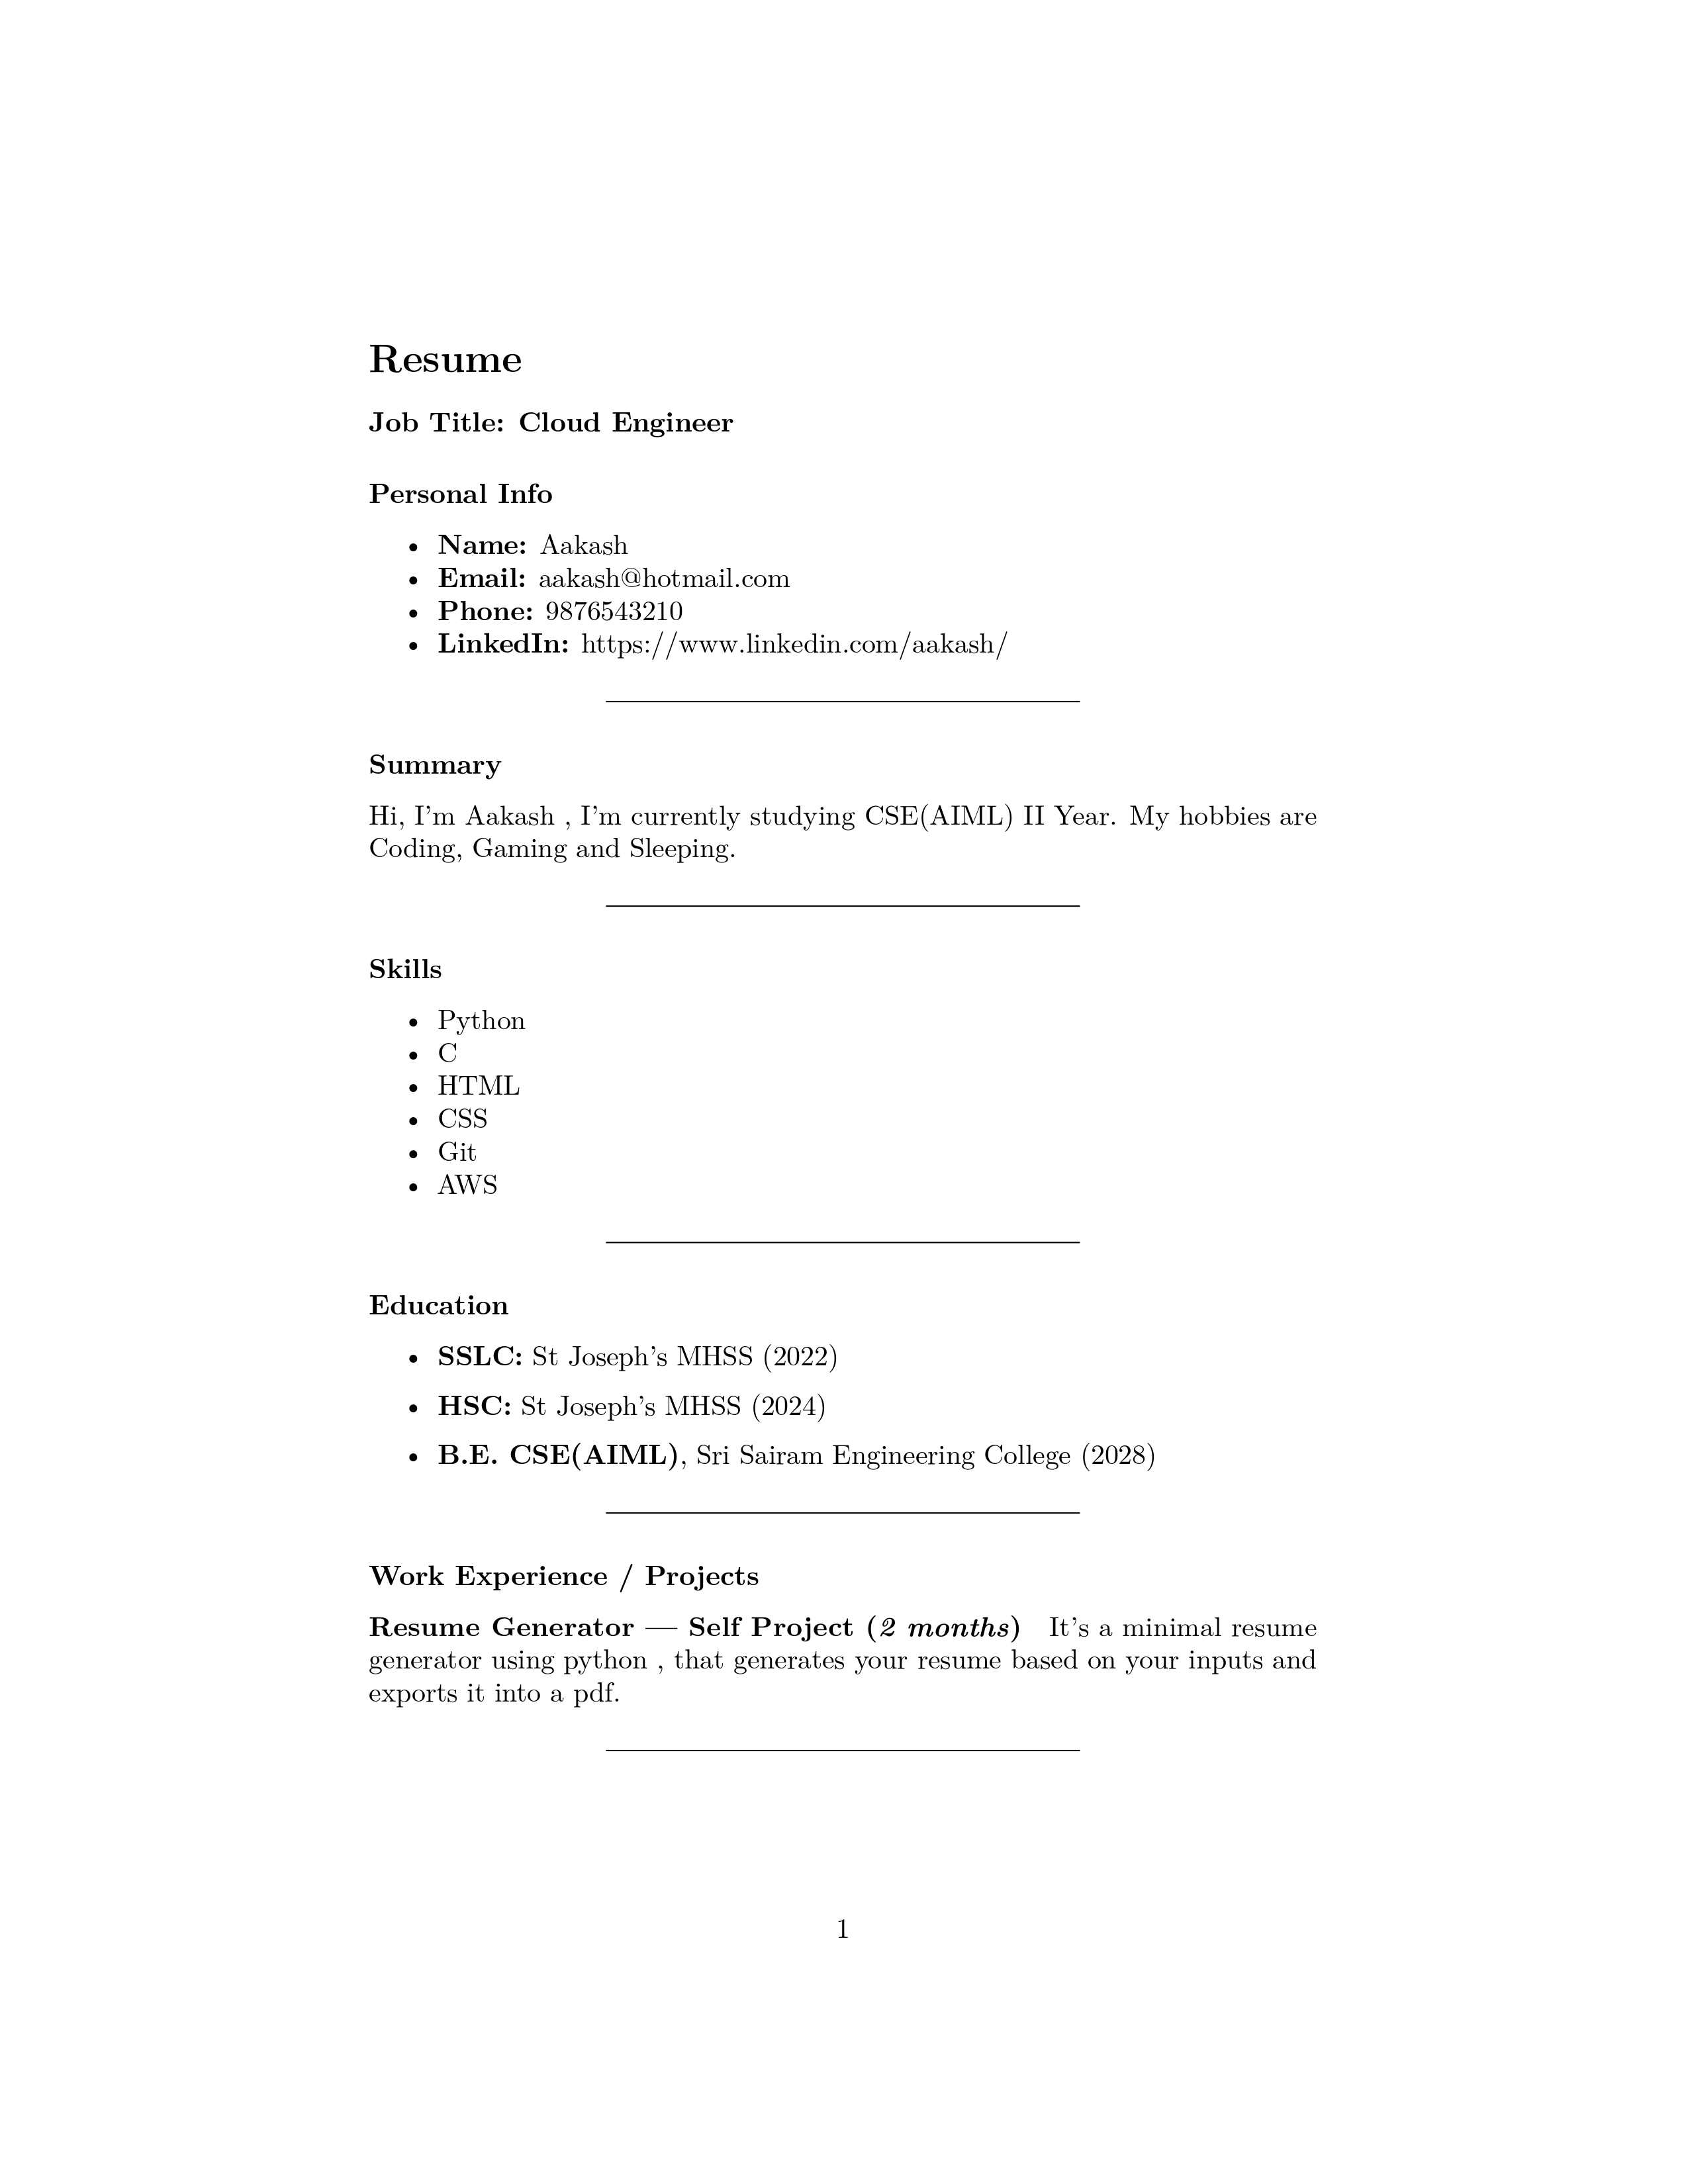 Resume
Job Title: Cloud Engineer
Personal Info
• Name: Aakash
• Email: aakash@hotmail.com
• Phone: 9876543210
• LinkedIn: https://www.linkedin.com/aakash/
Summary
Hi, I'm Aakash , I'm currently studying CSE(AIML) II Year. My hobbies are
Coding, Gaming and Sleeping.
Skills
• Python
• C
• HTML
• CSS
• Git
• AWS
Education
• SSLC: St Joseph's MHSS (2022)
• HSC: St Joseph's MHSS (2024)
• B.E. CSE(AIML), Sri Sairam Engineering College (2028)
Work Experience / Projects
Resume Generator — Self Project (2 months) It's a minimal resume
generator using python , that generates your resume based on your inputs and
exports it into a pdf.
1